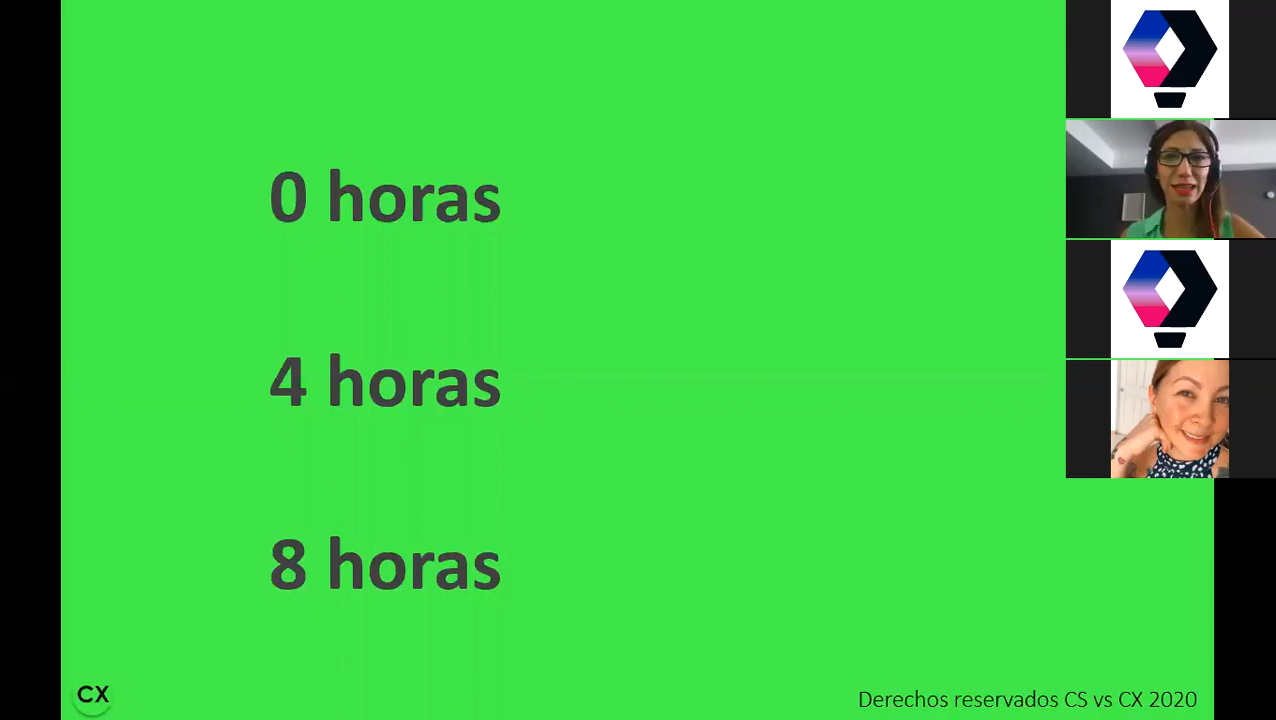 0 horas
4 horas
8 horas
CX
Derechos reservados CS vs CX 2020